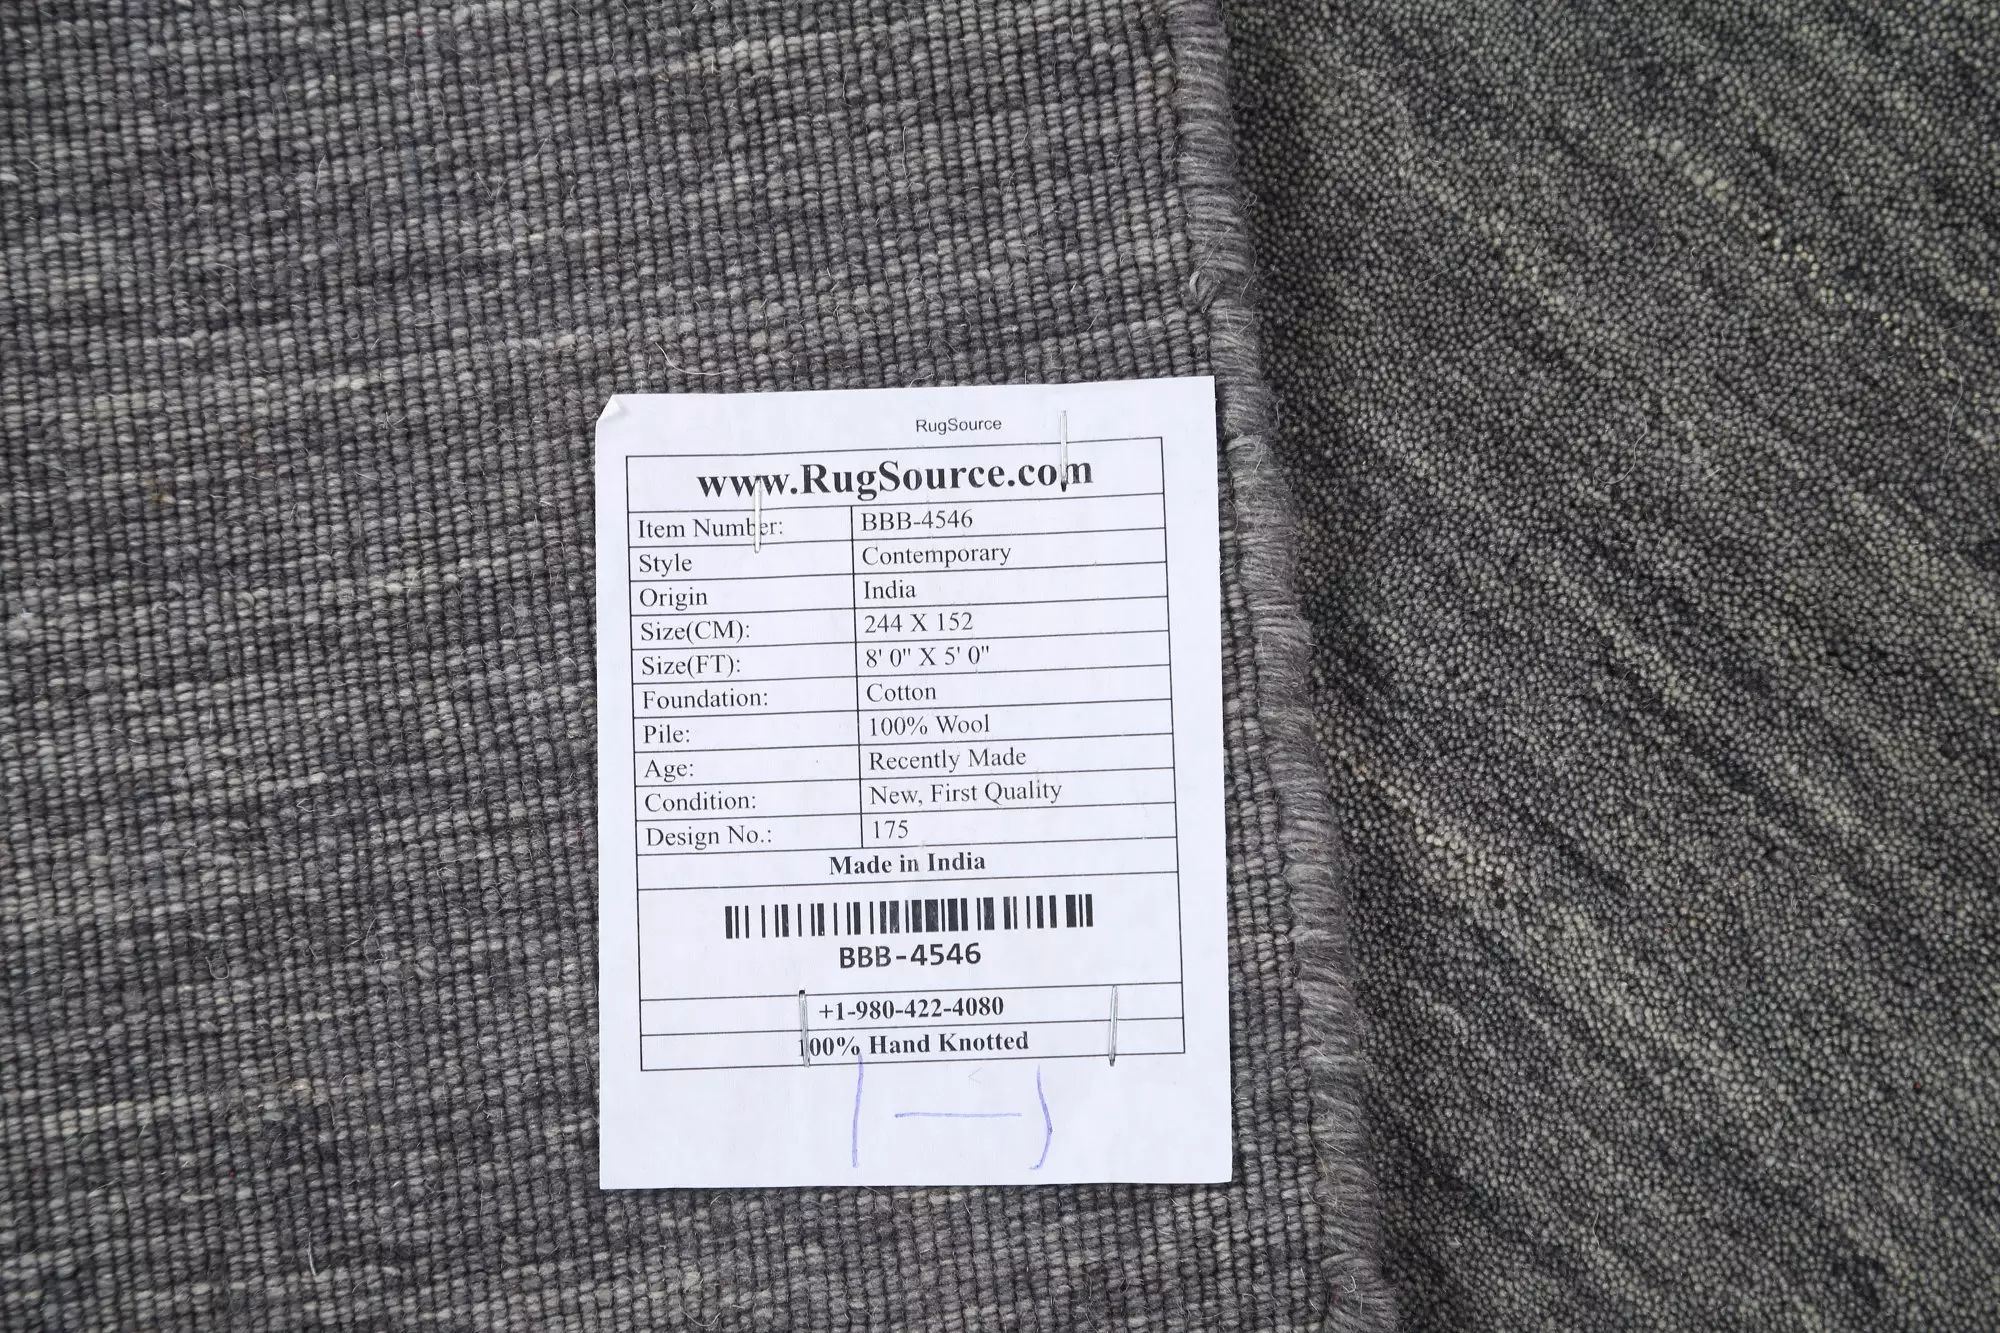 RugSource
www.RugSource.com
Item Number: BBB-4546
Style Contemporary
Origin India
Size(CM): 244 X 152
Size(FT): 8' 0" X 5' 0"
Foundation: Cotton
Pile: 100% Wool
Age: Recently Made
Condition: New, First Quality
Design No.: 175
Made in India
BBB-4546
+1-980-422-4080
100% Hand Knotted